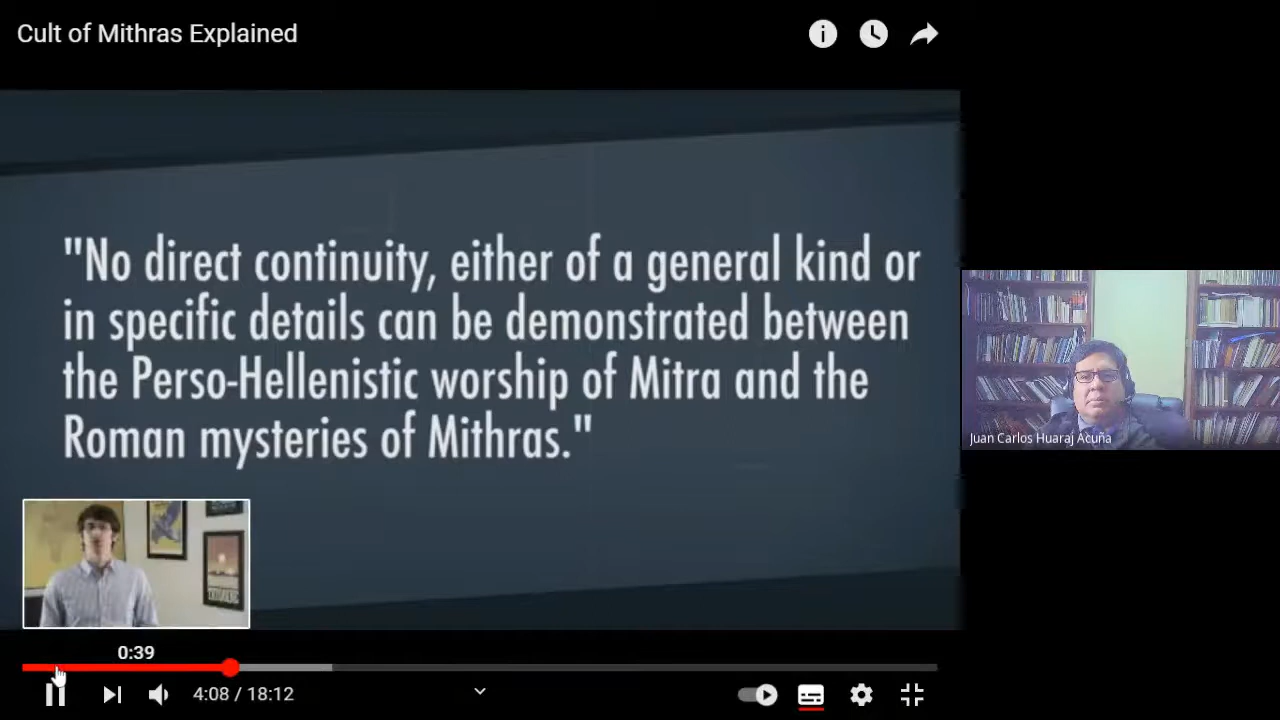 Cult of Mithras Explained
"No direct continuity, either of a general kind or
in specific details can be demonstrated between
the Perso-Hellenistic worship of Mitra and the
Roman mysteries of Mithras."
Juan Carlos Huaraj Acuña
0:39
4:08 / 18:12